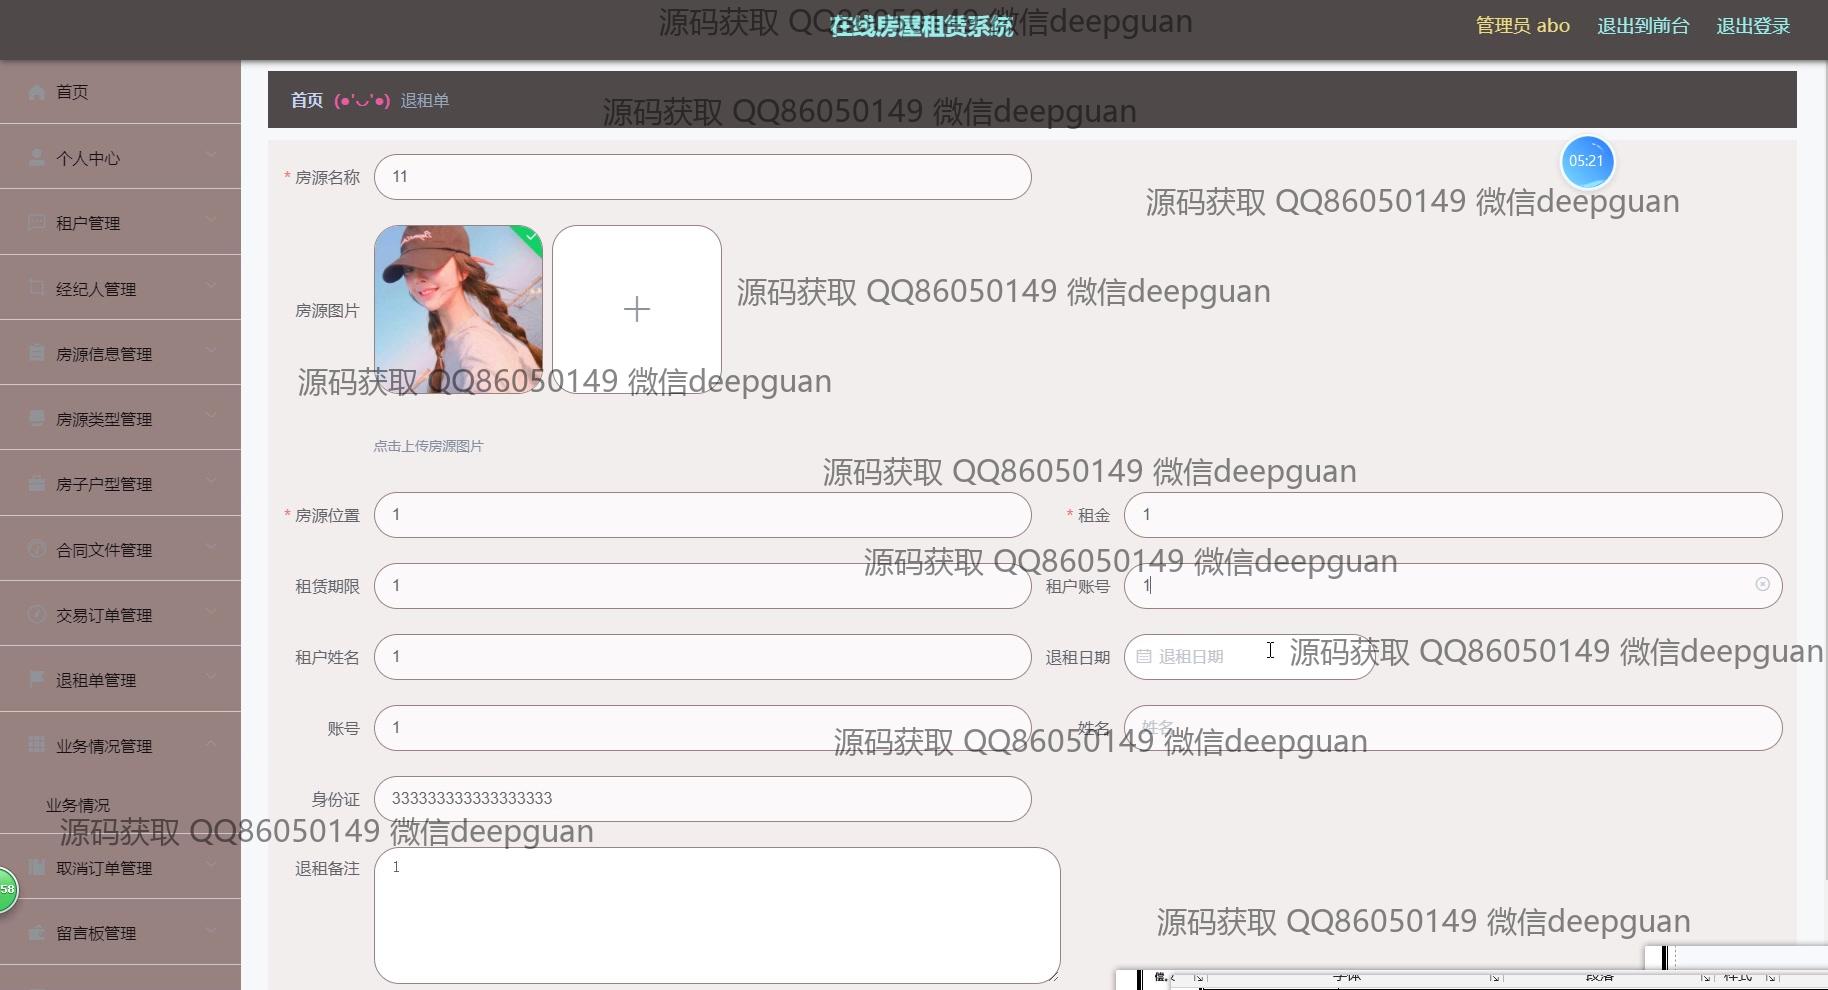 在线房屋租赁系统
管理员 abo 退出到前台 退出登录
源码获取 QQ86050149 微信deepguan
首页 (●'◡'●) 退租单
源码获取 QQ86050149 微信deepguan
首页
个人中心
租户管理
经纪人管理
房源信息管理
房源类型管理
房子户型管理
合同文件管理
交易订单管理
退租单管理
业务情况管理
业务情况
取消订单管理
留言板管理
58
* 房源名称 11
05:21
源码获取 QQ86050149 微信deepguan
房源图片
源码获取 QQ86050149 微信deepguan
源码获取 QQ86050149 微信deepguan
点击上传房源图片
源码获取 QQ86050149 微信deepguan
* 房源位置 1
* 租金 1
源码获取 QQ86050149 微信deepguan
租赁期限 1
租户账号 1
租户姓名 1
退租日期 退租日期
源码获取 QQ86050149 微信deepguan
账号 1
姓名 姓名
源码获取 QQ86050149 微信deepguan
身份证 333333333333333333
源码获取 QQ86050149 微信deepguan
退租备注 1
源码获取 QQ86050149 微信deepguan
字体 段落 样式